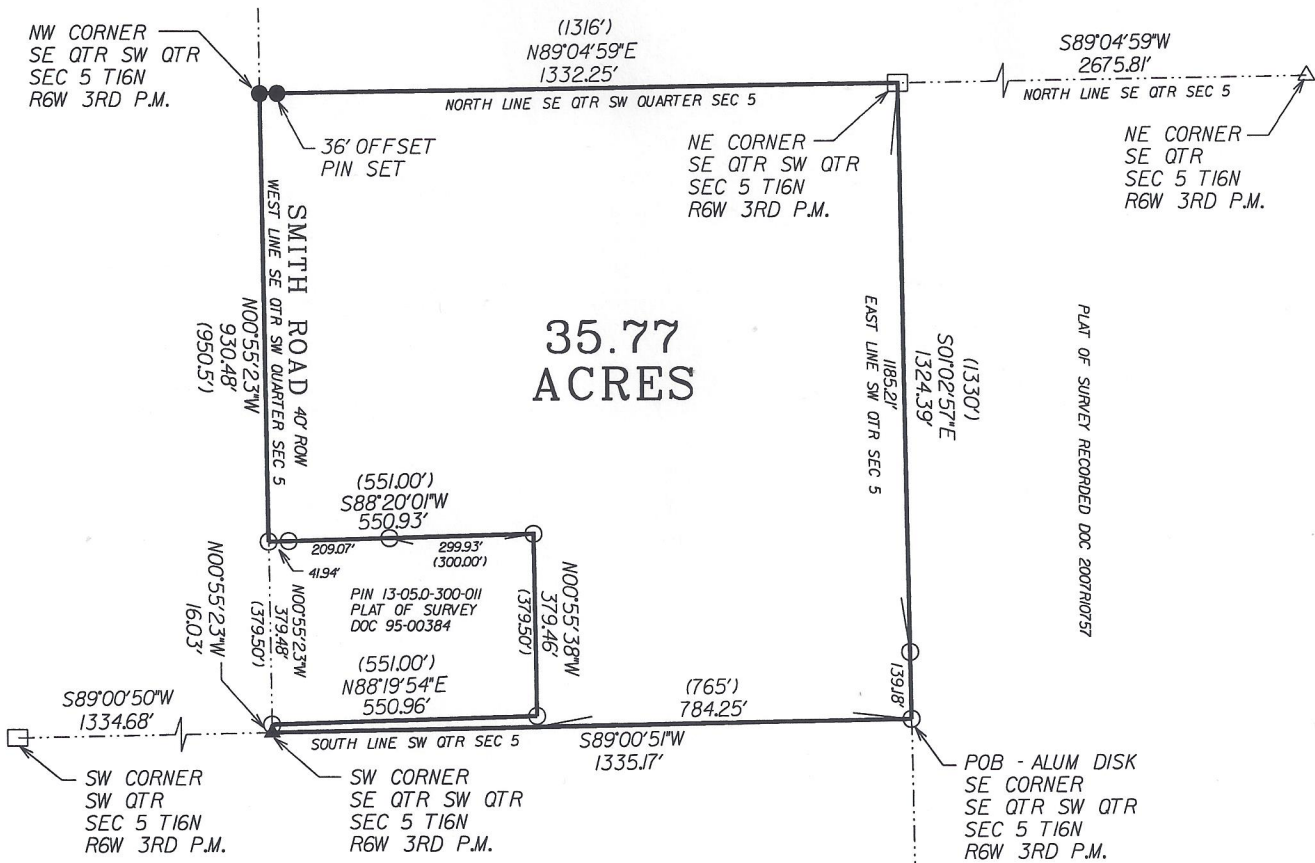 NW CORNER
SE QTR SW QTR
SEC 5 T16N
R6W 3RD P.M.
36' OFFSET
PIN SET
(1316')
N89°04'59"E
1332.25'
NORTH LINE SE QTR SW QUARTER SEC 5
S89°04'59"W
2675.81'
NORTH LINE SE QTR SEC 5
NE CORNER
SE QTR SW QTR
SEC 5 T16N
R6W 3RD P.M.
NE CORNER
SE QTR
SEC 5 T16N
R6W 3RD P.M.
SMITH ROAD 40' ROW
WEST LINE SE QTR SW QUARTER SEC 5
N00°55'23"W
930.48'
(950.5')
35.77
ACRES
(1330')
S01°02'57"E
1324.39'
1185.21'
EAST LINE SW QTR SEC 5
PLAT OF SURVEY RECORDED DOC 2007R10757
(551.00')
S88°20'01"W
550.93'
209.07'
299.93'
(300.00')
41.94'
PIN 13-05.0-300-011
PLAT OF SURVEY
DOC 95-00384
N00°55'23"W
379.48'
(379.50')
N00°55'38"W
379.46'
(379.50')
N00°55'23"W
16.03'
(551.00')
N88°19'54"E
550.96'
(765')
784.25'
139.18'
S89°00'50"W
1334.68'
SOUTH LINE SW QTR SEC 5
S89°00'51"W
1335.17'
SW CORNER
SW QTR
SEC 5 T16N
R6W 3RD P.M.
SW CORNER
SE QTR SW QTR
SEC 5 T16N
R6W 3RD P.M.
POB - ALUM DISK
SE CORNER
SE QTR SW QTR
SEC 5 T16N
R6W 3RD P.M.